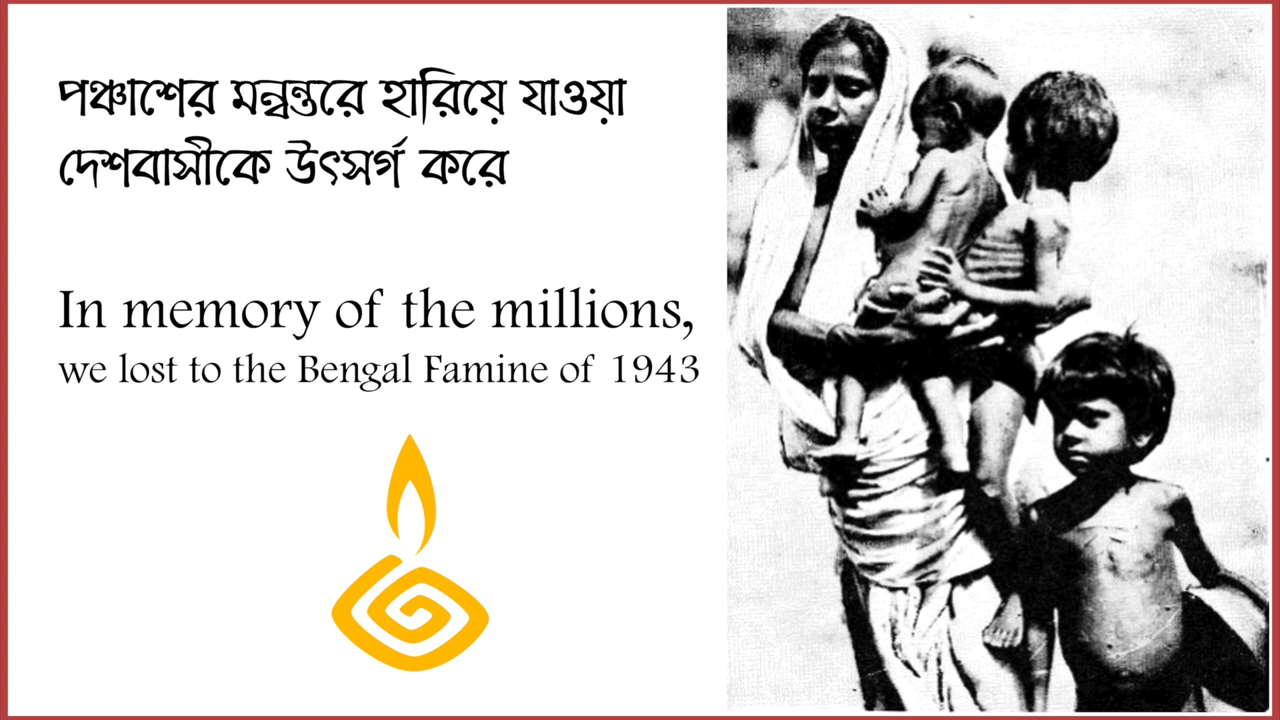 পঞ্চাশের মন্বন্তরে হারিয়ে যাওয়া
দেশবাসীকে উৎসর্গ করে
In memory of the millions,
we lost to the Bengal Famine of 1943